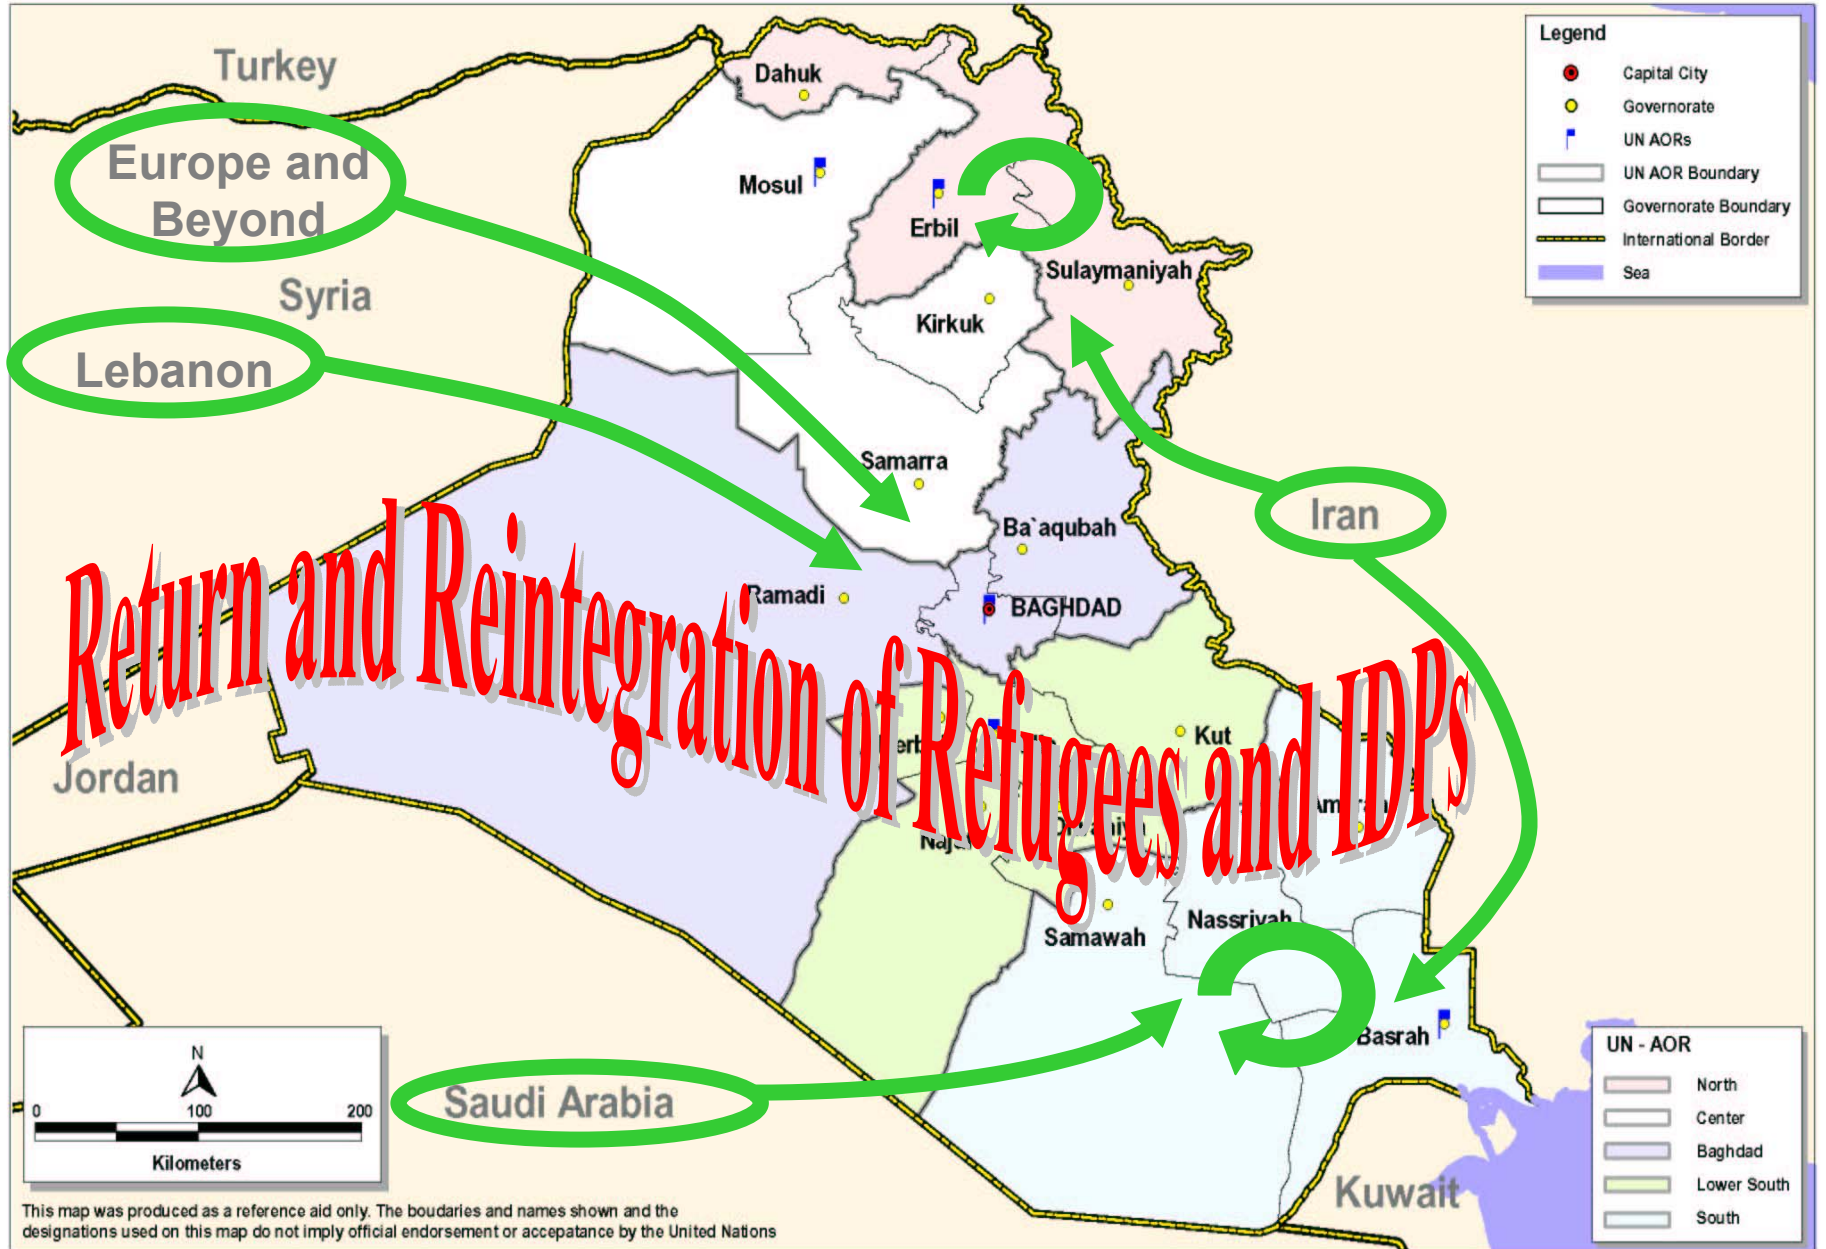 Turkey
Dahuk
Europe and
Beyond
Mosul
Erbil
Syria
Sulaymaniyah
Kirkuk
Lebanon
Samarra
Iran
Ba`aqubah
Ramadi
BAGHDAD
Return and Reintegration of Refugees and IDPs
Kut
Jordan
Samawah
Nassriyah
Basrah
Saudi Arabia
Kuwait
Legend
Capital City
Governorate
UN AORs
UN AOR Boundary
Governorate Boundary
International Border
Sea
N
0 100 200
Kilometers
This map was produced as a reference aid only. The boudaries and names shown and the
designations used on this map do not imply official endorsement or accepatance by the United Nations
UN - AOR
North
Center
Baghdad
Lower South
South